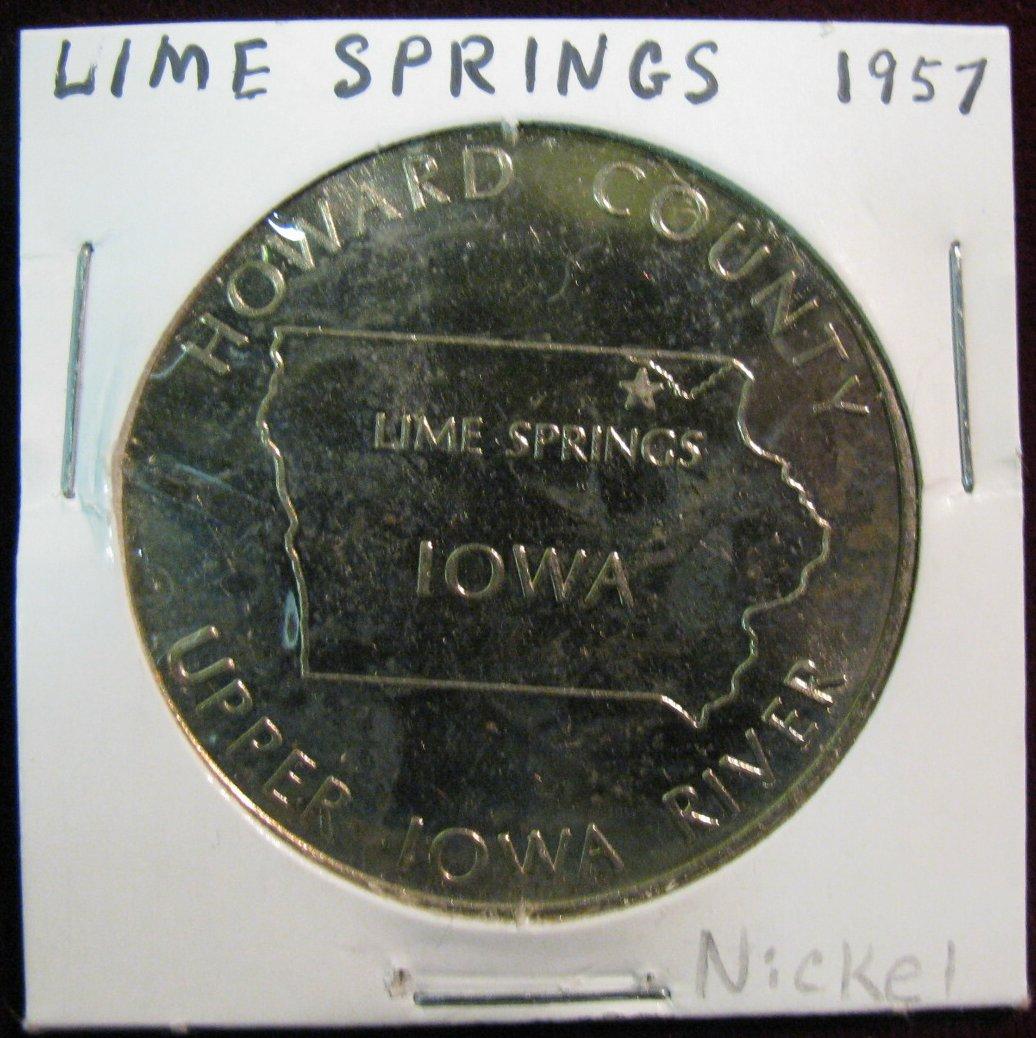 LIME SPRINGS 1957
HOWARD COUNTY
LIME SPRINGS
IOWA
UPPER IOWA RIVER
Nickel